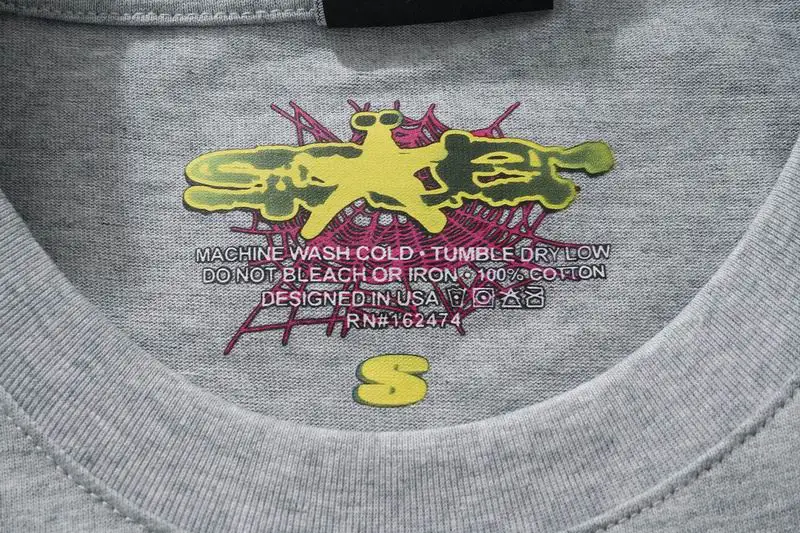 MACHINE WASH COLD • TUMBLE DRY LOW
DO NOT BLEACH OR IRON • 100% COTTON
DESIGNED IN USA
RN#162474
S